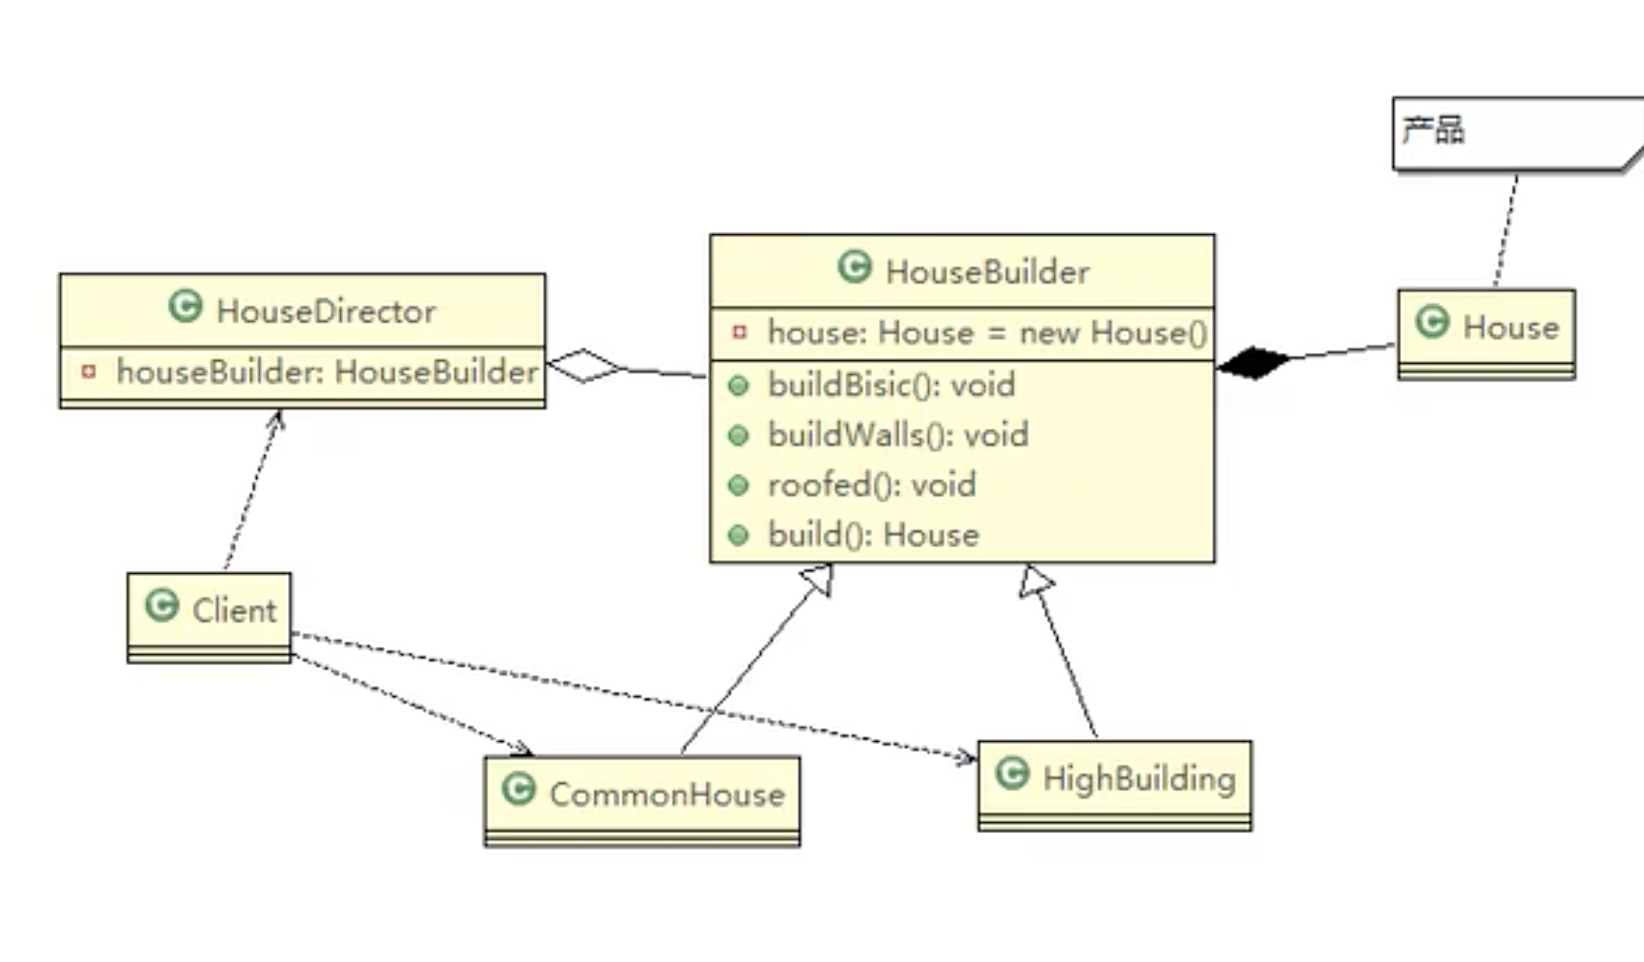 产品
HouseBuilder
house: House = new House()
buildBisic(): void
buildWalls(): void
roofed(): void
build(): House
HouseDirector
houseBuilder: HouseBuilder
House
Client
CommonHouse
HighBuilding